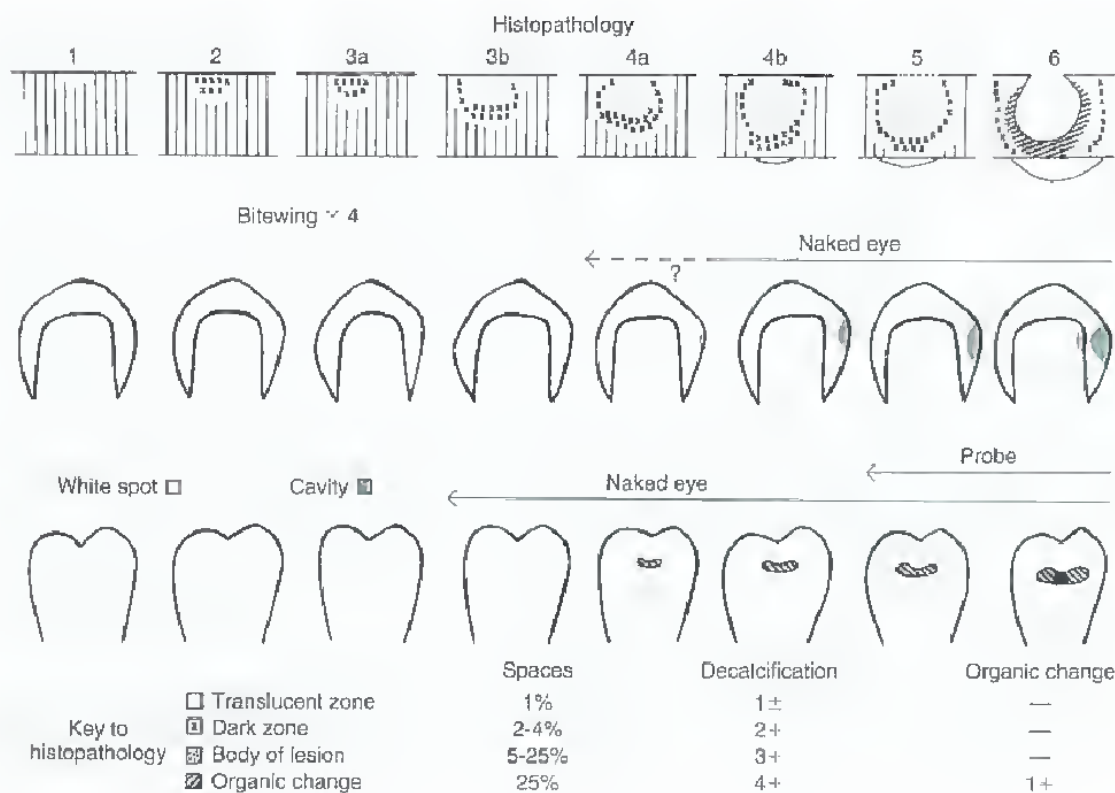 Histopathology
1 2 3a 3b 4a 4b 5 6
Bitewing × 4
Naked eye
?
Probe
White spot Cavity Naked eye
Spaces Decalcification Organic change
Key to histopathology
Translucent zone 1% 1± —
Dark zone 2-4% 2+ —
Body of lesion 5-25% 3+ —
Organic change 25% 4+ 1+